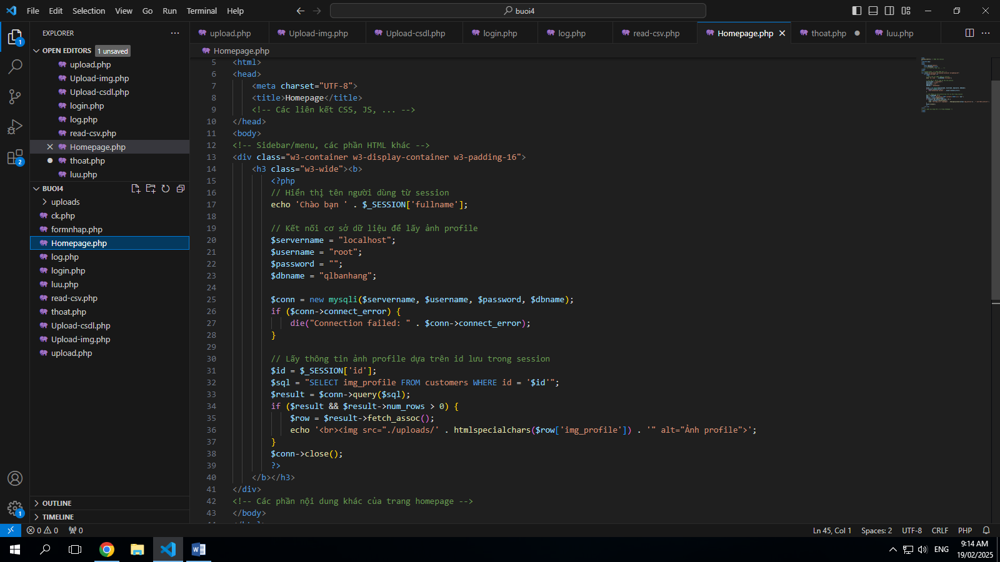 File Edit Selection View Go Run Terminal Help
buoi4
EXPLORER
OPEN EDITORS 1 unsaved
upload.php
Upload-img.php
Upload-csdl.php
login.php
log.php
read-csv.php
Homepage.php
thoat.php
luu.php
BUOI4
uploads
ck.php
formnhap.php
Homepage.php
log.php
login.php
luu.php
read-csv.php
thoat.php
Upload-csdl.php
Upload-img.php
upload.php
OUTLINE
TIMELINE
1
2
1
upload.php Upload-img.php Upload-csdl.php login.php log.php read-csv.php Homepage.php thoat.php luu.php
Homepage.php
5 <html>
6 <head>
7 <meta charset="UTF-8">
8 <title>Homepage</title>
9 <!-- Các liên kết CSS, JS, ... -->
10 </head>
11 <body>
12 <!-- Sidebar/menu, các phần HTML khác -->
13 <div class="w3-container w3-display-container w3-padding-16">
14 <h3 class="w3-wide"><b>
15 <?php
16 // Hiển thị tên người dùng từ session
17 echo 'Chào bạn ' . $_SESSION['fullname'];
18
19 // Kết nối cơ sở dữ liệu để lấy ảnh profile
20 $servername = "localhost";
21 $username = "root";
22 $password = "";
23 $dbname = "qlbanhang";
24
25 $conn = new mysqli($servername, $username, $password, $dbname);
26 if ($conn->connect_error) {
27 die("Connection failed: " . $conn->connect_error);
28 }
29
30 // Lấy thông tin ảnh profile dựa trên id lưu trong session
31 $id = $_SESSION['id'];
32 $sql = "SELECT img_profile FROM customers WHERE id = '$id'";
33 $result = $conn->query($sql);
34 if ($result && $result->num_rows > 0) {
35 $row = $result->fetch_assoc();
36 echo '<br><img src="./uploads/' . htmlspecialchars($row['img_profile']) . '" alt="Ảnh profile">';
37 }
38 $conn->close();
39 ?>
40 </b></h3>
41 </div>
42 <!-- Các phần nội dung khác của trang homepage -->
43 </body>
0 0 0
Ln 45, Col 1 Spaces: 2 UTF-8 CRLF PHP
ENG
9:14 AM
19/02/2025